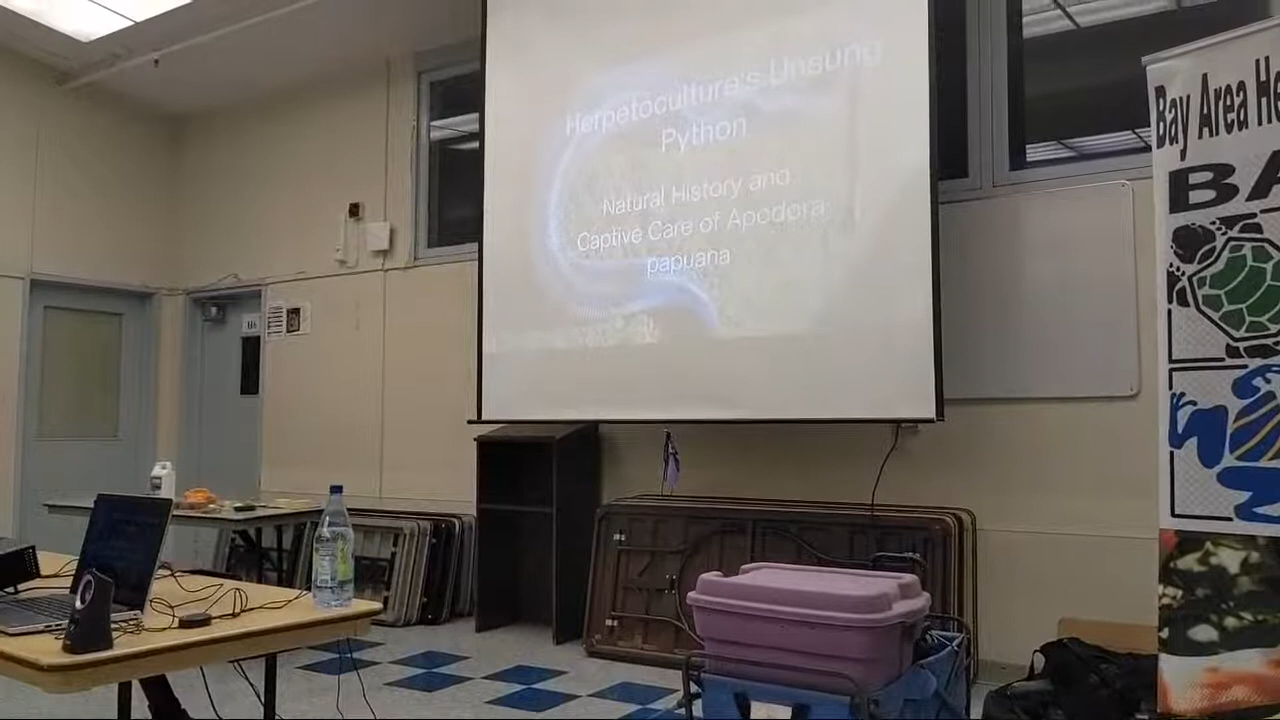 Herpetoculture's Unsung
Python
Natural History and
Captive Care of Apodora
papuana
Bay Area He
BA